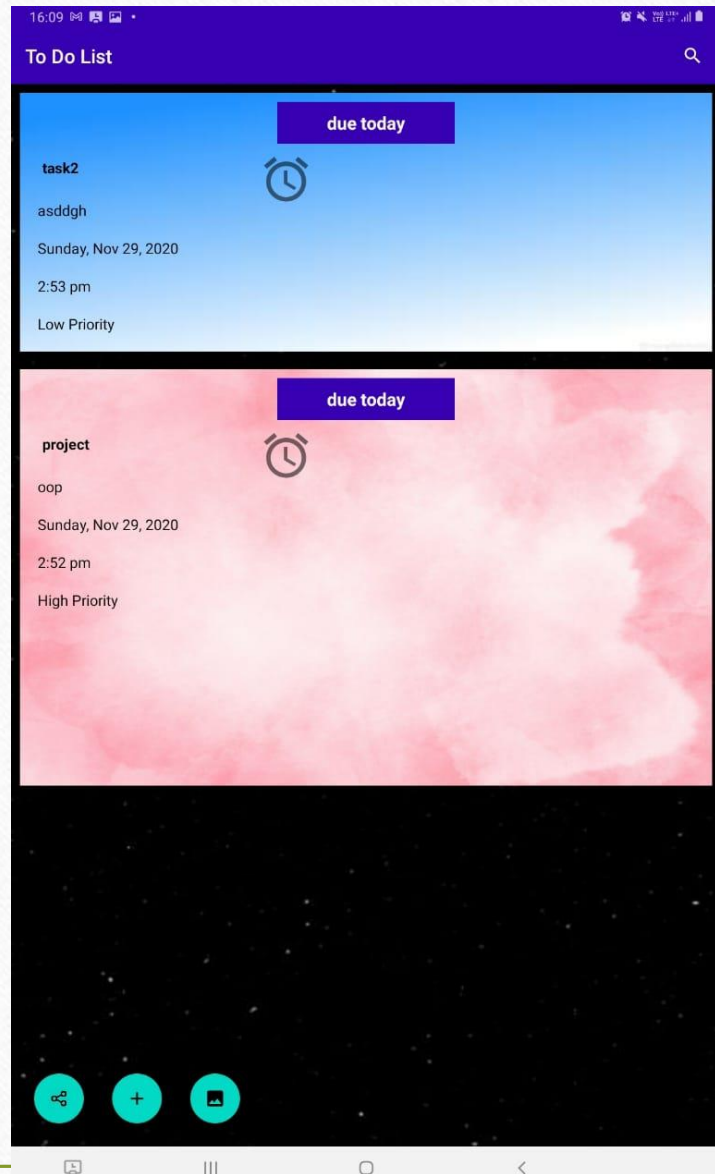 16:09
To Do List
due today
task2
asddgh
Sunday, Nov 29, 2020
2:53 pm
Low Priority
due today
project
oop
Sunday, Nov 29, 2020
2:52 pm
High Priority